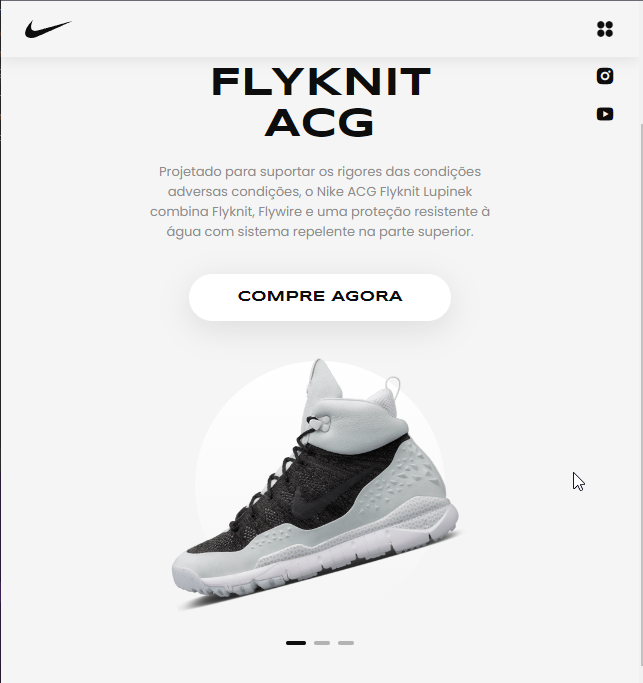 FLYKNIT
ACG
Projetado para suportar os rigores das condições
adversas condições, o Nike ACG Flyknit Lupinek
combina Flyknit, Flywire e uma proteção resistente à
água com sistema repelente na parte superior.
COMPRE AGORA